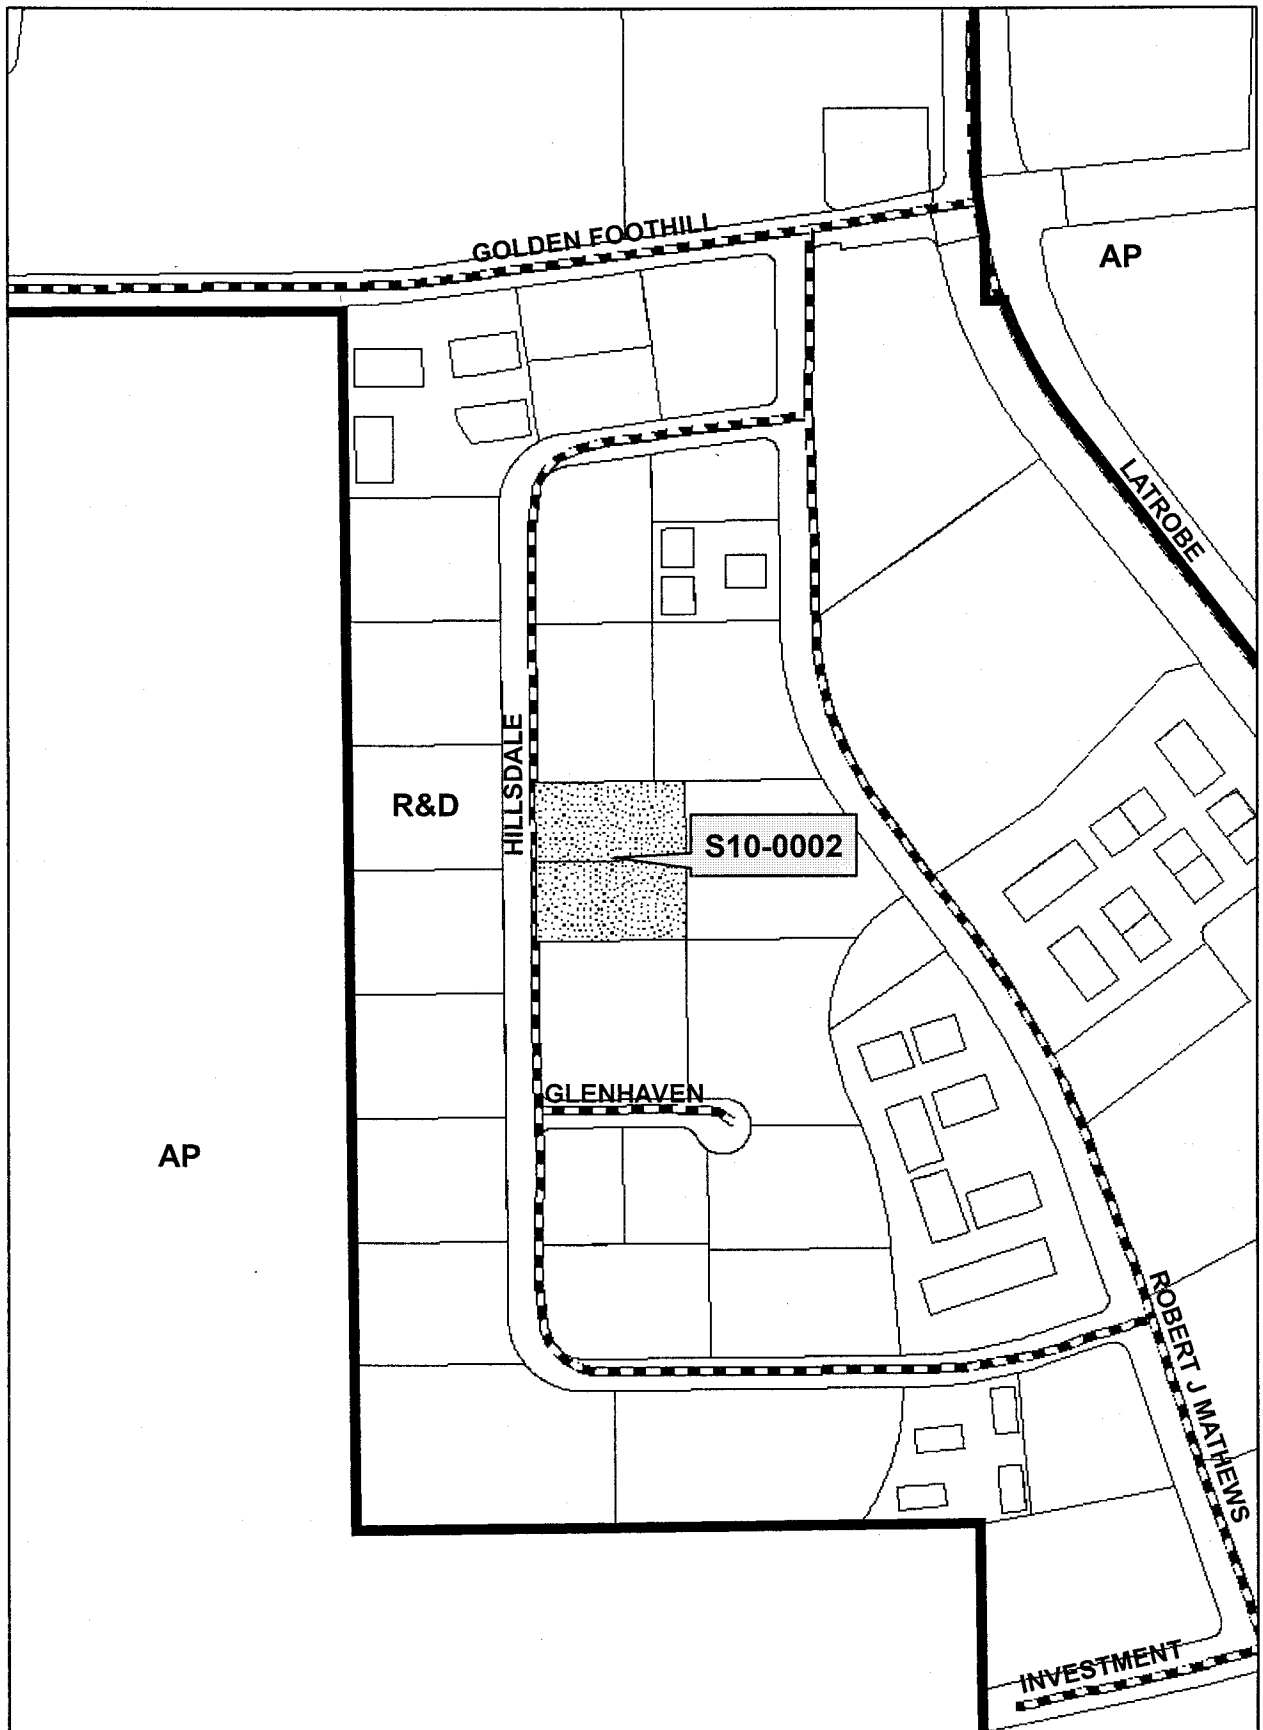 GOLDEN FOOTHILL
AP
LATROBE
HILLSDALE
R&D
S10-0002
GLENHAVEN
AP
ROBERT J MATHEWS
INVESTMENT